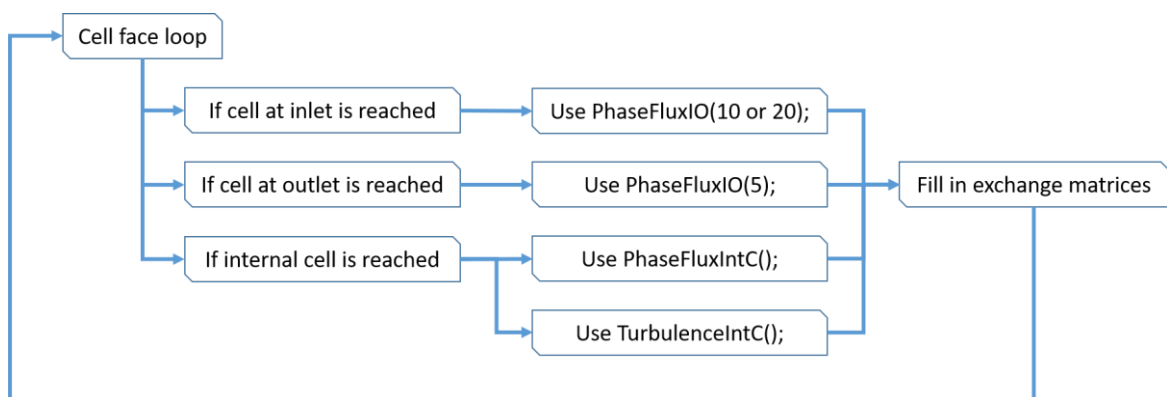 Cell face loop
If cell at inlet is reached
Use PhaseFluxIO(10 or 20);
If cell at outlet is reached
Use PhaseFluxIO(5);
Fill in exchange matrices
If internal cell is reached
Use PhaseFluxIntC();
Use TurbulenceIntC();